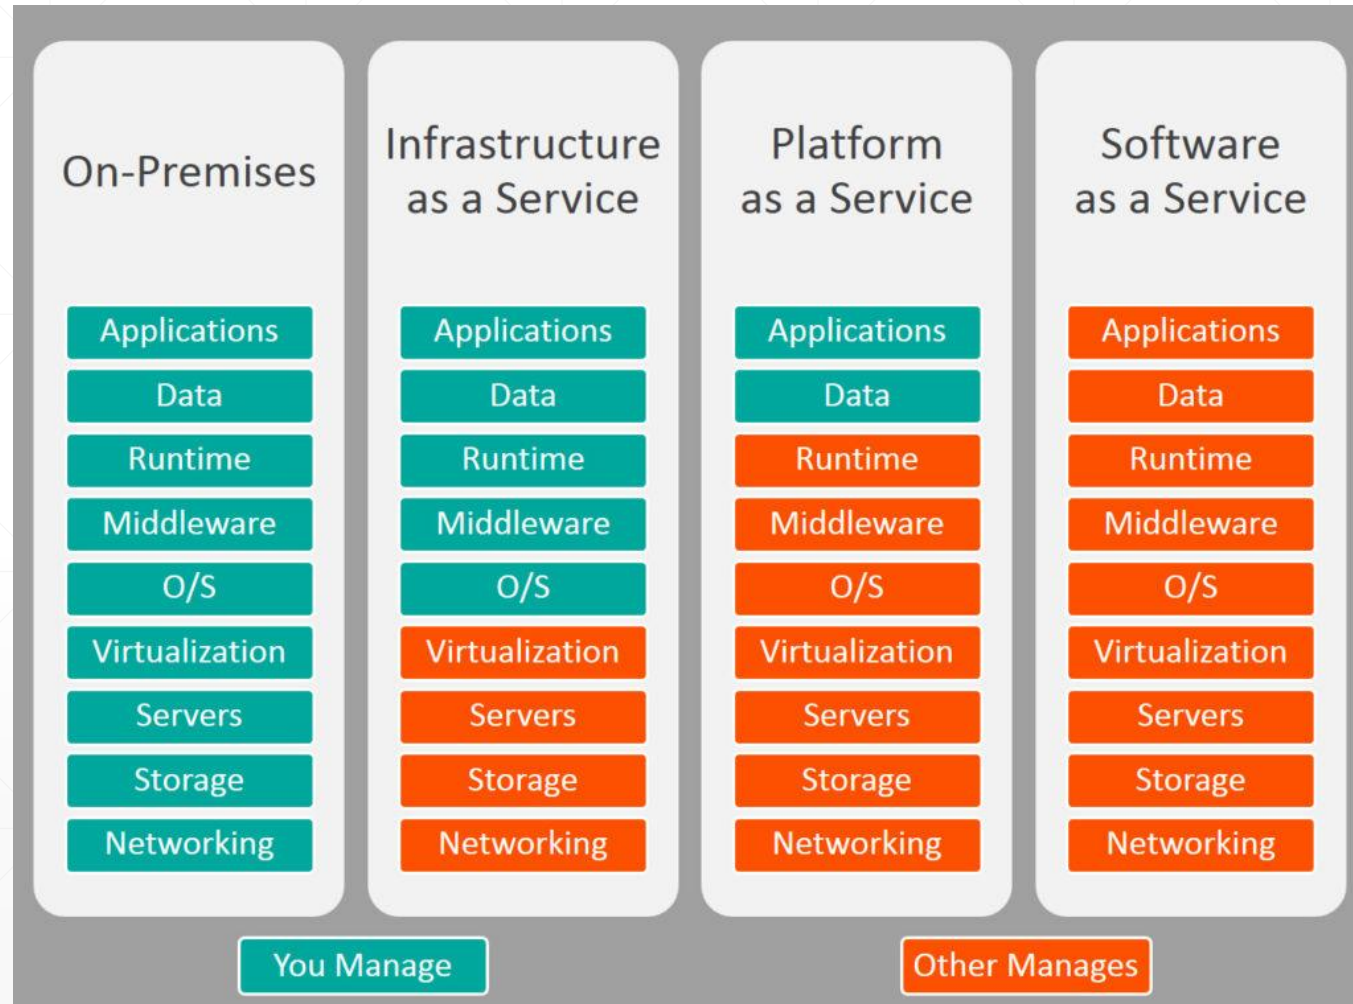 On-Premises
Applications
Data
Runtime
Middleware
O/S
Virtualization
Servers
Storage
Networking
Infrastructure
as a Service
Applications
Data
Runtime
Middleware
O/S
Virtualization
Servers
Storage
Networking
Platform
as a Service
Applications
Data
Runtime
Middleware
O/S
Virtualization
Servers
Storage
Networking
Software
as a Service
Applications
Data
Runtime
Middleware
O/S
Virtualization
Servers
Storage
Networking
You Manage
Other Manages